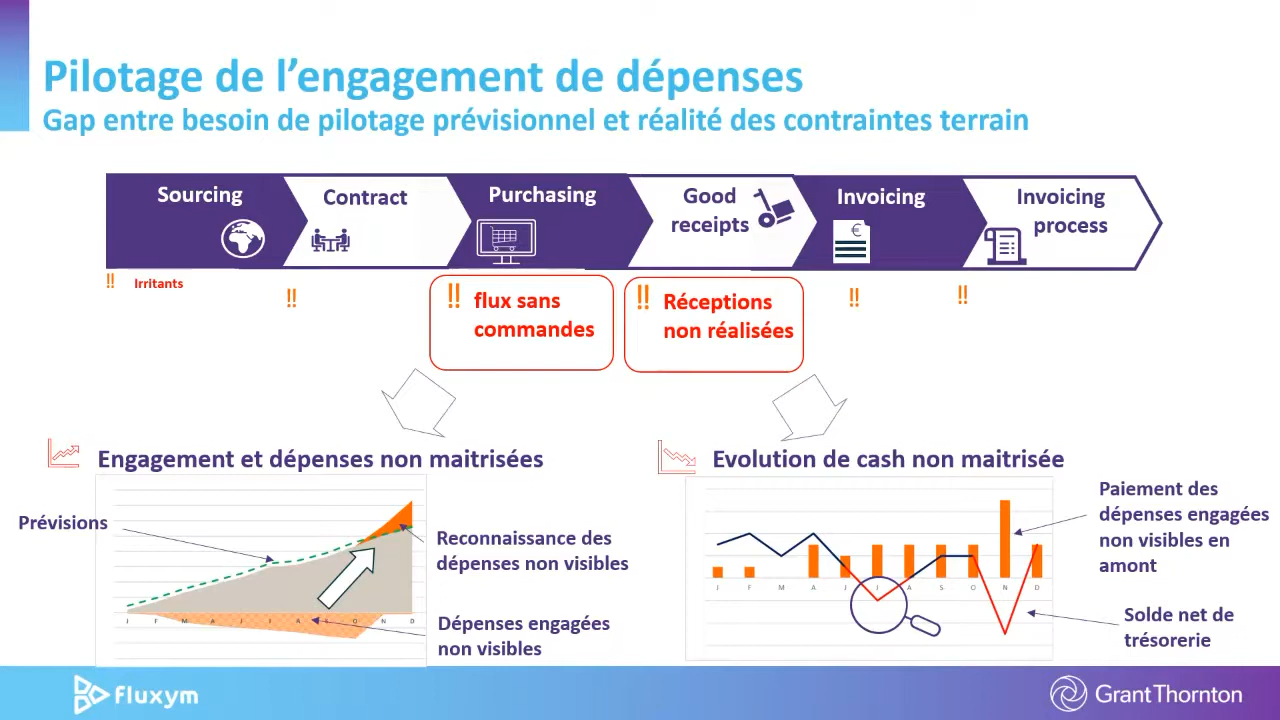 Pilotage de l’engagement de dépenses
Gap entre besoin de pilotage prévisionnel et réalité des contraintes terrain
Sourcing
Contract
Purchasing
Good
receipts
Invoicing
€
Invoicing
process
!! Irritants
!!
!! flux sans
commandes
!! Réceptions
non réalisées
!!
!!
Engagement et dépenses non maitrisées
Prévisions
Reconnaissance des
dépenses non visibles
Dépenses engagées
non visibles
J F M A J J A S O N D
Evolution de cash non maitrisée
Paiement des
dépenses engagées
non visibles en
amont
J F M A J J A S O N D
Solde net de
trésorerie
fluxym
GrantThornton